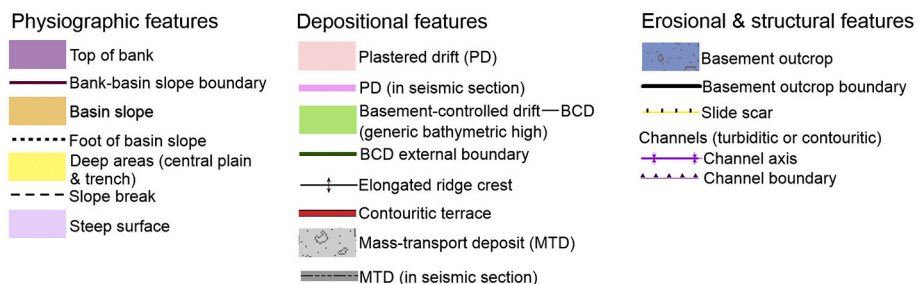 Physiographic features
Top of bank
Bank-basin slope boundary
Basin slope
Foot of basin slope
Deep areas (central plain
& trench)
Slope break
Steep surface
Depositional features
Plastered drift (PD)
PD (in seismic section)
Basement-controlled drift—BCD
(generic bathymetric high)
BCD external boundary
Elongated ridge crest
Contouritic terrace
Mass-transport deposit (MTD)
MTD (in seismic section)
Erosional & structural features
Basement outcrop
Basement outcrop boundary
Slide scar
Channels (turbiditic or contouritic)
Channel axis
Channel boundary